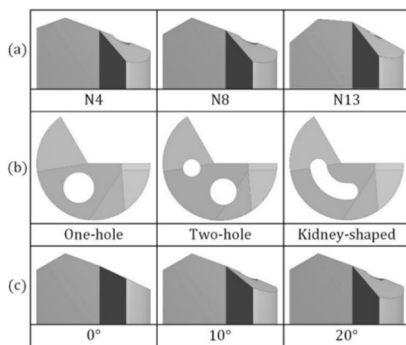 (a)
N4 N8 N13
(b)
One-hole Two-hole Kidney-shaped
(c)
0° 10° 20°